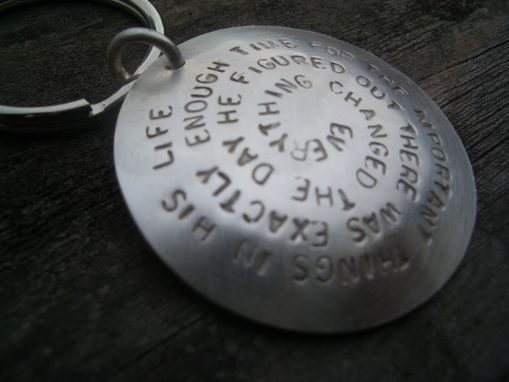 EVERYTHING CHANGED THE DAY HE FIGURED OUT THERE WAS EXACTLY ENOUGH TIME FOR THE IMPORTANT THINGS IN HIS LIFE